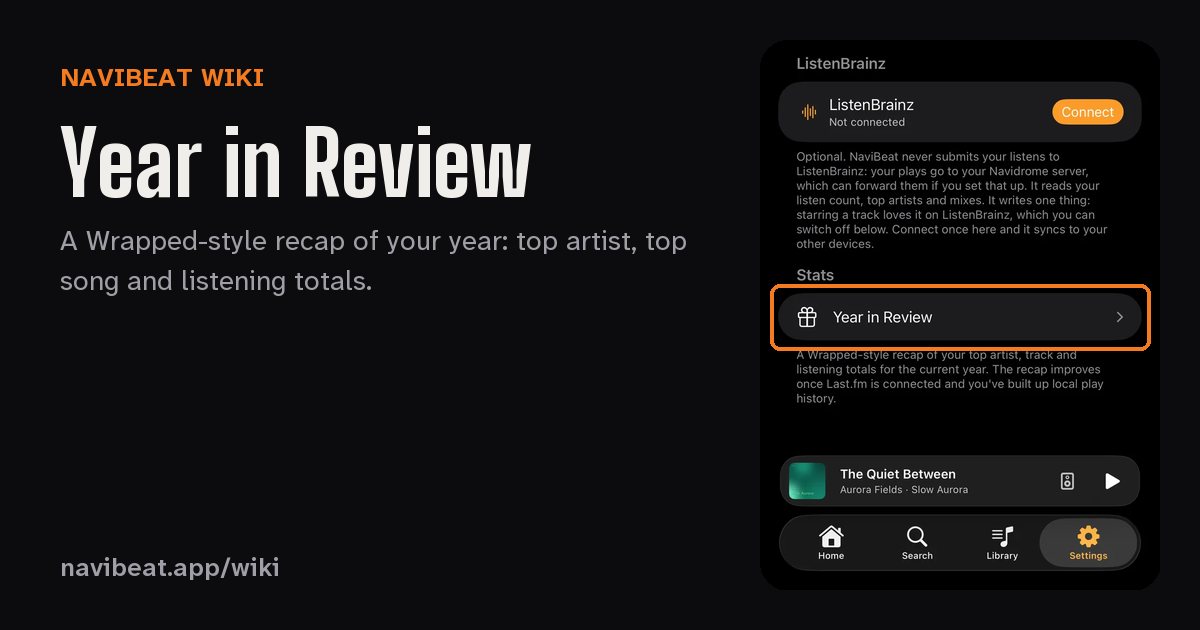 NAVIBEAT WIKI
Year in Review
A Wrapped-style recap of your year: top artist, top
song and listening totals.
navibeat.app/wiki
ListenBrainz
ListenBrainz
Not connected
Connect
Optional. NaviBeat never submits your listens to
ListenBrainz: your plays go to your Navidrome server,
which can forward them if you set that up. It reads your
listen count, top artists and mixes. It writes one thing:
starring a track loves it on ListenBrainz, which you can
switch off below. Connect once here and it syncs to your
other devices.
Stats
Year in Review
A Wrapped-style recap of your top artist, track and
listening totals for the current year. The recap improves
once Last.fm is connected and you've built up local play
history.
The Quiet Between
Aurora Fields · Slow Aurora
Home
Search
Library
Settings